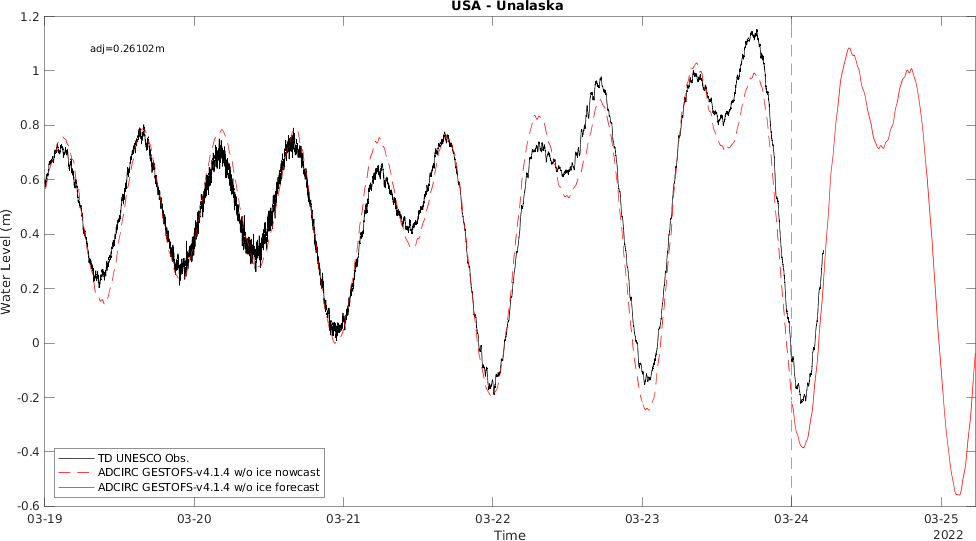 USA - Unalaska
adj=0.26102m
1.2
1
0.8
0.6
0.4
0.2
0
-0.2
-0.4
-0.6
Water Level (m)
TD UNESCO Obs.
ADCIRC GESTOFS-v4.1.4 w/o ice nowcast
ADCIRC GESTOFS-v4.1.4 w/o ice forecast
03-19 03-20 03-21 03-22 03-23 03-24 03-25
Time
2022